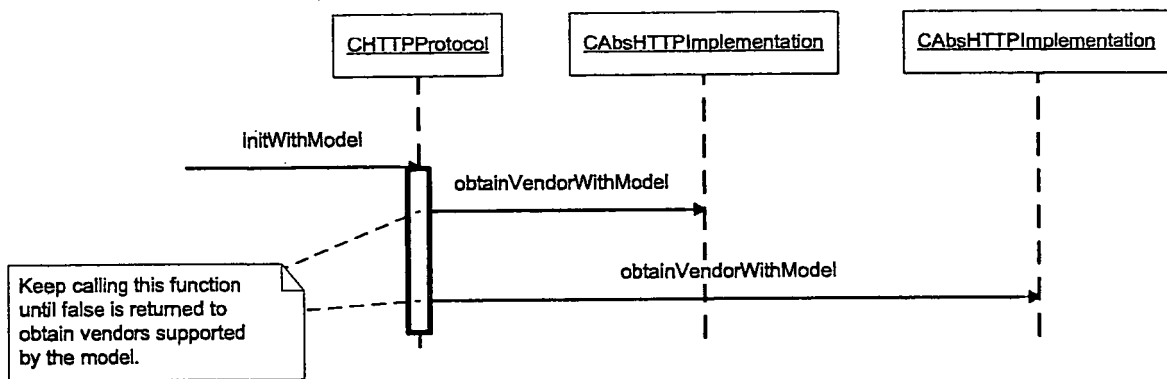 CHTTPProtocol
CAbsHTTPImplementation
CAbsHTTPImplementation
initWithModel
obtainVendorWithModel
obtainVendorWithModel
Keep calling this function
until false is returned to
obtain vendors supported
by the model.